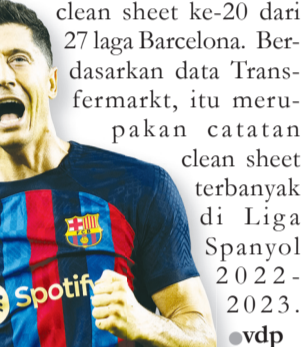 clean sheet ke-20 dari
27 laga Barcelona. Ber-
dasarkan data Trans-
fermarkt, itu meru-
pakan catatan
clean sheet
terbanyak
di Liga
Spanyol
2022-
2023.
vdp
FCB
Spotify